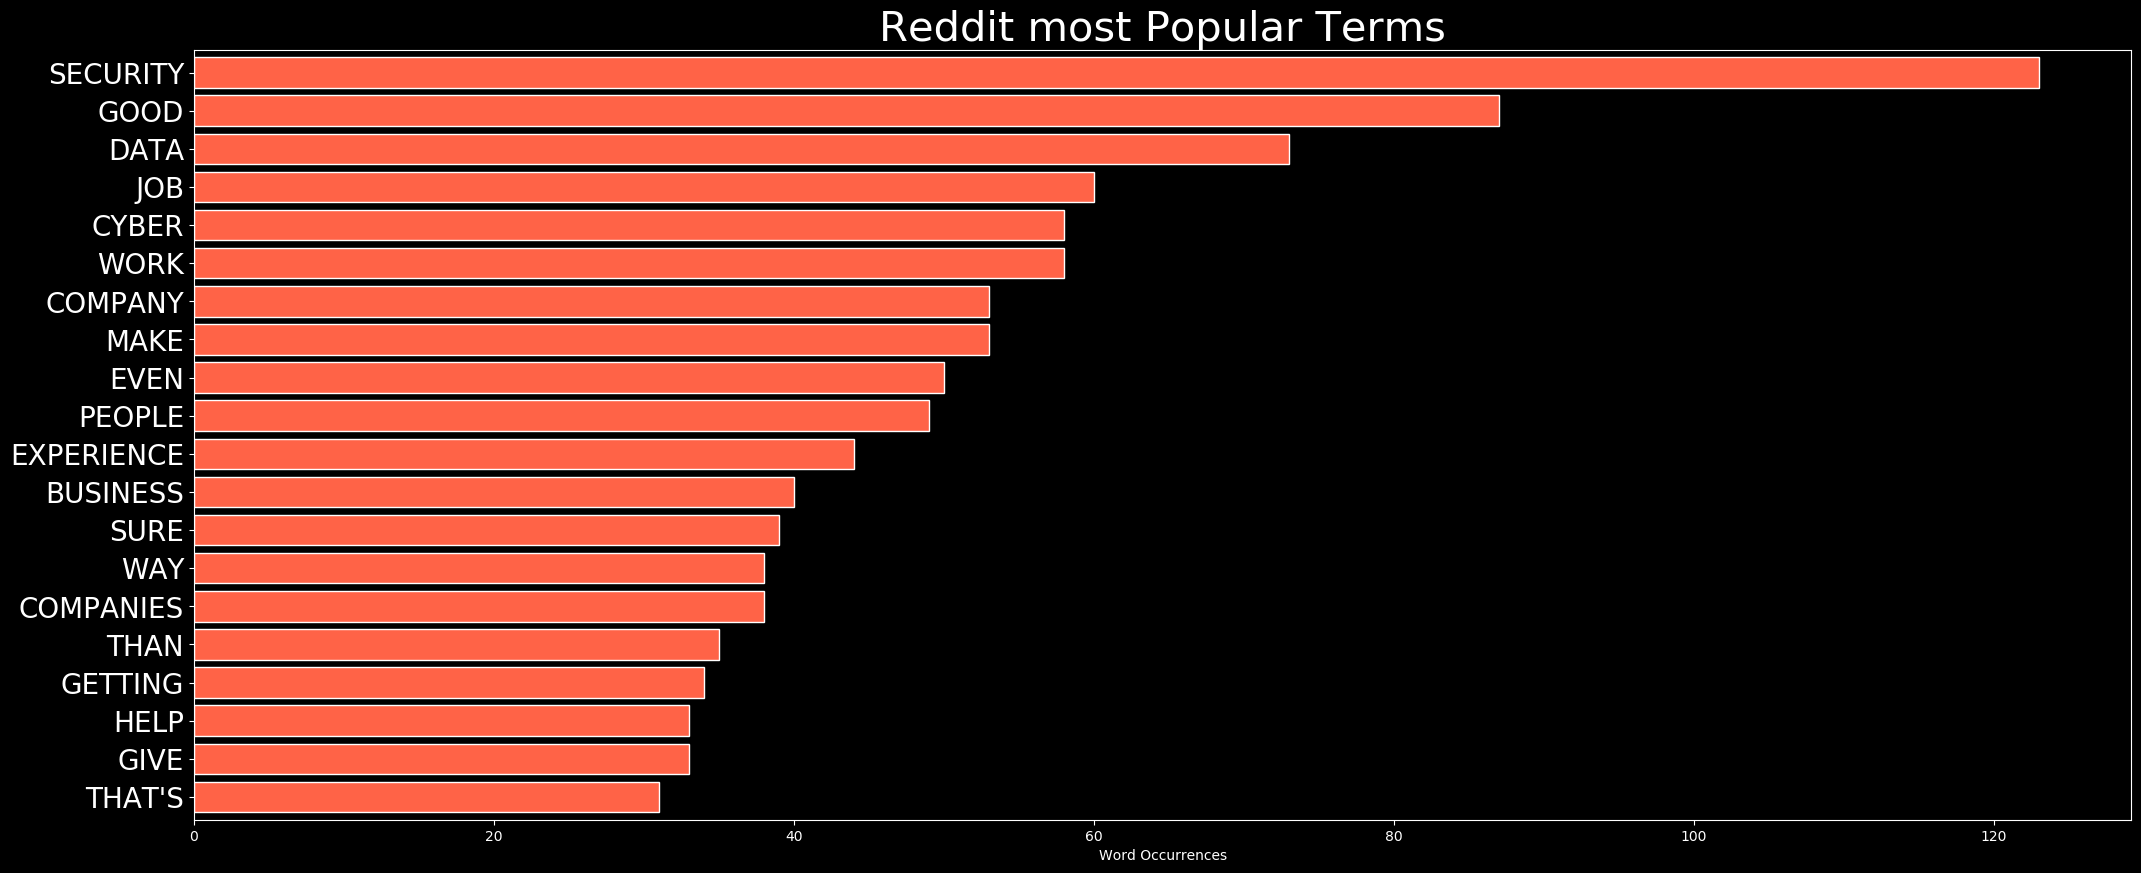 Reddit most Popular Terms
SECURITY
GOOD
DATA
JOB
CYBER
WORK
COMPANY
MAKE
EVEN
PEOPLE
EXPERIENCE
BUSINESS
SURE
WAY
COMPANIES
THAN
GETTING
HELP
GIVE
THAT'S
0 20 40 60 80 100 120
Word Occurrences